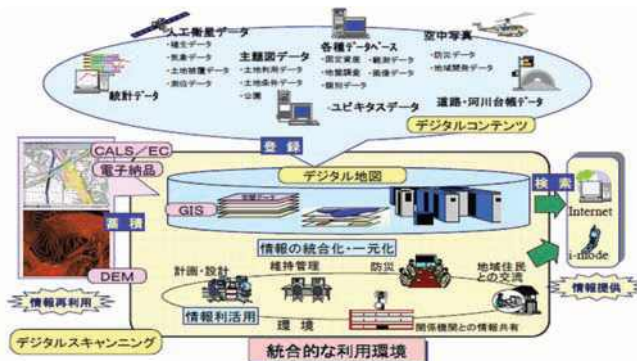 人工衛星データ
・植生データ
・気象データ
・土地被覆データ
・測位データ
主題図データ
・土地利用データ
・土地条件データ
・公図
各種データベース
・固定資産 ・観測データ
・地盤調査 ・画像データ
・個別データ
空中写真
・防災データ
・地域開発データ
統計データ
ユビキタスデータ
道路・河川台帳データ
デジタルコンテンツ
登録
CALS/EC
電子納品
デジタル地図
検索
GIS
蓄積
Internet
i-mode
情報の統合化・一元化
DEM
計画・設計
維持管理
防災
地域住民
との交流
情報再利用
情報提供
情報利活用
環境
関係機関との情報共有
デジタルスキャンニング
統合的な利用環境